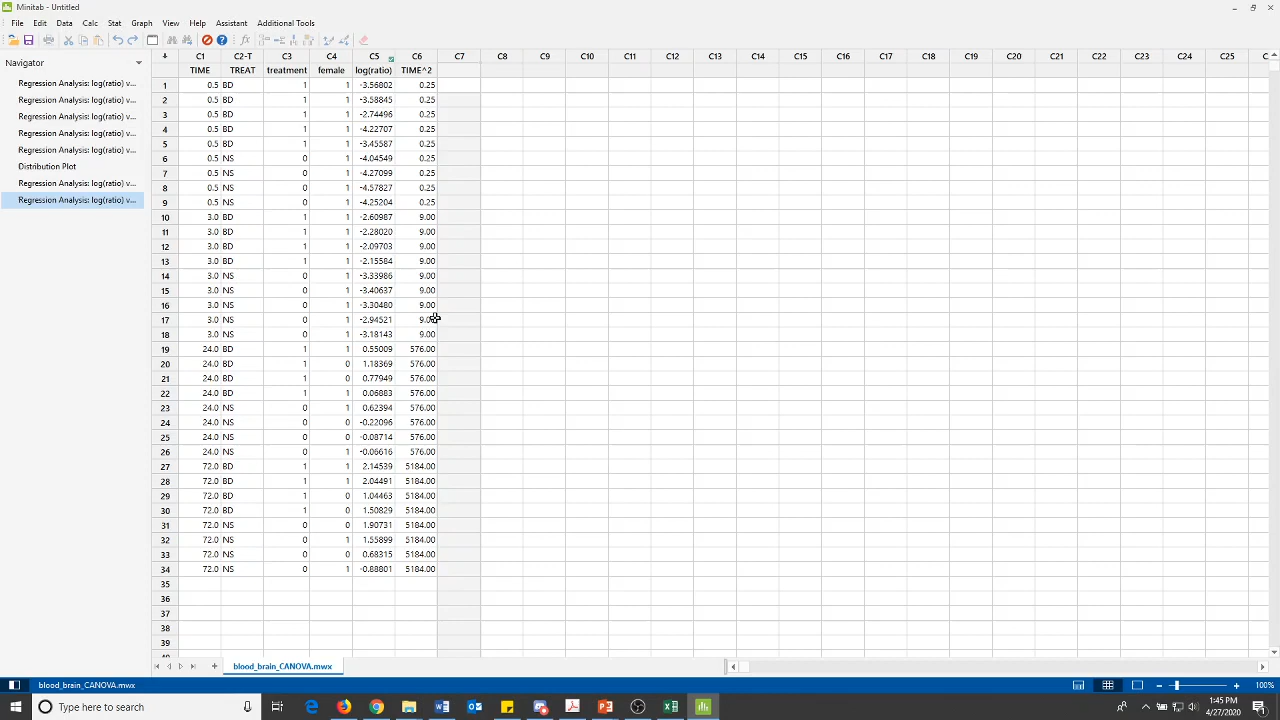 Minitab - Untitled
File Edit Data Calc Stat Graph View Help Assistant Additional Tools
Navigator
Regression Analysis: log(ratio) v...
Regression Analysis: log(ratio) v...
Regression Analysis: log(ratio) v...
Regression Analysis: log(ratio) v...
Regression Analysis: log(ratio) v...
Distribution Plot
Regression Analysis: log(ratio) v...
Regression Analysis: log(ratio) v...
C1 C2-T C3 C4 C5 C6 C7 C8 C9 C10 C11 C12 C13 C14 C15 C16 C17 C18 C19 C20 C21 C22 C23 C24 C25
TIME TREAT treatment female log(ratio) TIME^2
1 0.5 BD 1 1 -3.56802 0.25
2 0.5 BD 1 1 -3.58845 0.25
3 0.5 BD 1 1 -2.74496 0.25
4 0.5 BD 1 1 -4.22707 0.25
5 0.5 BD 1 1 -3.45587 0.25
6 0.5 NS 0 1 -4.04549 0.25
7 0.5 NS 0 1 -4.27099 0.25
8 0.5 NS 0 1 -4.57827 0.25
9 0.5 NS 0 1 -4.25204 0.25
10 3.0 BD 1 1 -2.60987 9.00
11 3.0 BD 1 1 -2.28020 9.00
12 3.0 BD 1 1 -2.09703 9.00
13 3.0 BD 1 1 -2.15584 9.00
14 3.0 NS 0 1 -3.33986 9.00
15 3.0 NS 0 1 -3.40637 9.00
16 3.0 NS 0 1 -3.30480 9.00
17 3.0 NS 0 1 -2.94521
18 3.0 NS 0 1 -3.18143 9.00
19 24.0 BD 1 1 0.55009 576.00
20 24.0 BD 1 0 1.18369 576.00
21 24.0 BD 1 0 0.77949 576.00
22 24.0 BD 1 1 0.06883 576.00
23 24.0 NS 0 1 0.62394 576.00
24 24.0 NS 0 0 -0.22096 576.00
25 24.0 NS 0 0 -0.08714 576.00
26 24.0 NS 0 1 -0.06616 576.00
27 72.0 BD 1 1 2.14539 5184.00
28 72.0 BD 1 1 2.04491 5184.00
29 72.0 BD 1 0 1.04463 5184.00
30 72.0 BD 1 0 1.50829 5184.00
31 72.0 NS 0 0 1.90731 5184.00
32 72.0 NS 0 1 1.55899 5184.00
33 72.0 NS 0 0 0.68315 5184.00
34 72.0 NS 0 1 -0.88801 5184.00
35
36
37
38
39
blood_brain_CANOVA.mwx
blood_brain_CANOVA.mwx 100%
Type here to search
1:45 PM
4/27/2020